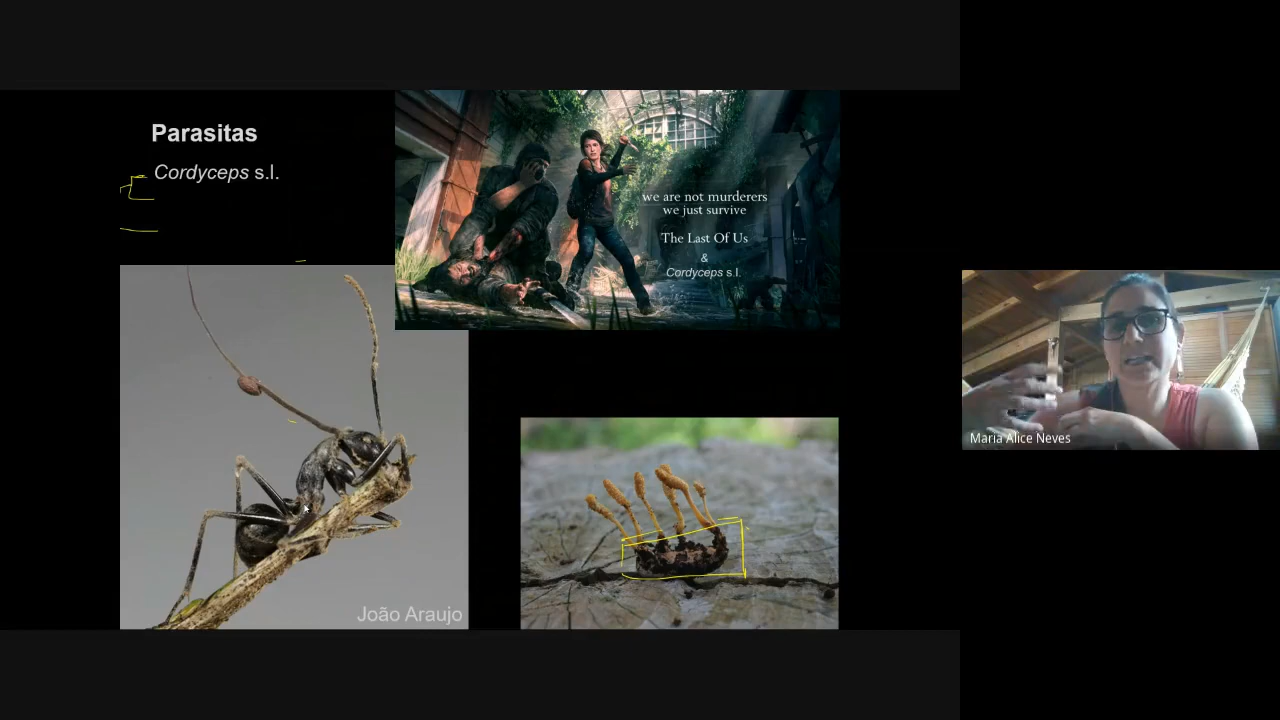 Parasitas
Cordyceps s.l.
we are not murderers
we just survive
The Last Of Us
&
Cordyceps s.l.
João Araujo
Maria Alice Neves